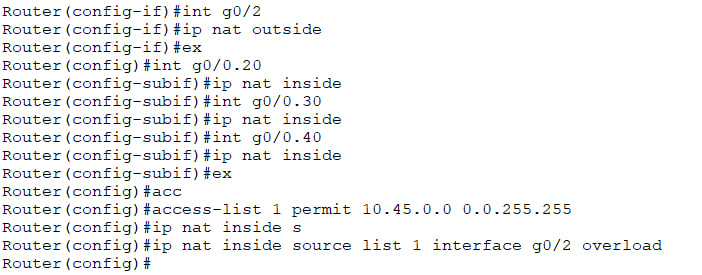 Router(config-if)#int g0/2
Router(config-if)#ip nat outside
Router(config-if)#ex
Router(config)#int g0/0.20
Router(config-subif)#ip nat inside
Router(config-subif)#int g0/0.30
Router(config-subif)#ip nat inside
Router(config-subif)#int g0/0.40
Router(config-subif)#ip nat inside
Router(config-subif)#ex
Router(config)#acc
Router(config)#access-list 1 permit 10.45.0.0 0.0.255.255
Router(config)#ip nat inside s
Router(config)#ip nat inside source list 1 interface g0/2 overload
Router(config)#